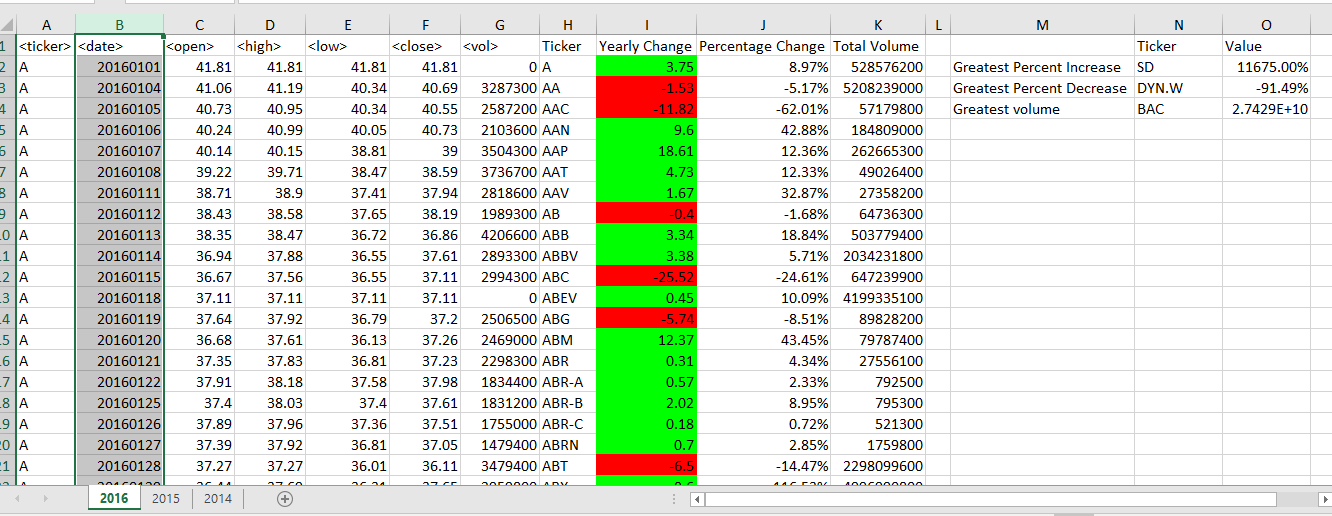 A B C D E F G H I J K L M N O
1 <ticker> <date> <open> <high> <low> <close> <vol> Ticker Yearly Change Percentage Change Total Volume Ticker Value
2 A 20160101 41.81 41.81 41.81 41.81 0 A 3.75 8.97% 528576200 Greatest Percent Increase SD 11675.00%
3 A 20160104 41.06 41.19 40.34 40.69 3287300 AA -1.53 -5.17% 5208239000 Greatest Percent Decrease DYN.W -91.49%
4 A 20160105 40.73 40.95 40.34 40.55 2587200 AAC -11.82 -62.01% 57179800 Greatest volume BAC 2.7429E+10
5 A 20160106 40.24 40.99 40.05 40.73 2103600 AAN 9.6 42.88% 184809000
6 A 20160107 40.14 40.15 38.81 39 3504300 AAP 18.61 12.36% 262665300
7 A 20160108 39.22 39.71 38.47 38.59 3736700 AAT 4.73 12.33% 49026400
8 A 20160111 38.71 38.9 37.41 37.94 2818600 AAV 1.67 32.87% 27358200
9 A 20160112 38.43 38.58 37.65 38.19 1989300 AB -0.4 -1.68% 64736300
.0 A 20160113 38.35 38.47 36.72 36.86 4206600 ABB 3.34 18.84% 503779400
.1 A 20160114 36.94 37.88 36.55 37.61 2893300 ABBV 3.38 5.71% 2034231800
.2 A 20160115 36.67 37.56 36.55 37.11 2994300 ABC -25.52 -24.61% 647239900
.3 A 20160118 37.11 37.11 37.11 37.11 0 ABEV 0.45 10.09% 4199335100
.4 A 20160119 37.64 37.92 36.79 37.2 2506500 ABG -5.74 -8.51% 89828200
.5 A 20160120 36.68 37.61 36.13 37.26 2469000 ABM 12.37 43.45% 79787400
.6 A 20160121 37.35 37.83 36.81 37.23 2298300 ABR 0.31 4.34% 27556100
.7 A 20160122 37.91 38.18 37.58 37.98 1834400 ABR-A 0.57 2.33% 792500
.8 A 20160125 37.4 38.03 37.4 37.61 1831200 ABR-B 2.02 8.95% 795300
.9 A 20160126 37.89 37.96 37.36 37.51 1755000 ABR-C 0.18 0.72% 521300
20 A 20160127 37.39 37.92 36.81 37.05 1479400 ABRN 0.7 2.85% 1759800
21 A 20160128 37.27 37.27 36.01 36.11 3479400 ABT -6.5 -14.47% 2298099600
2016 2015 2014